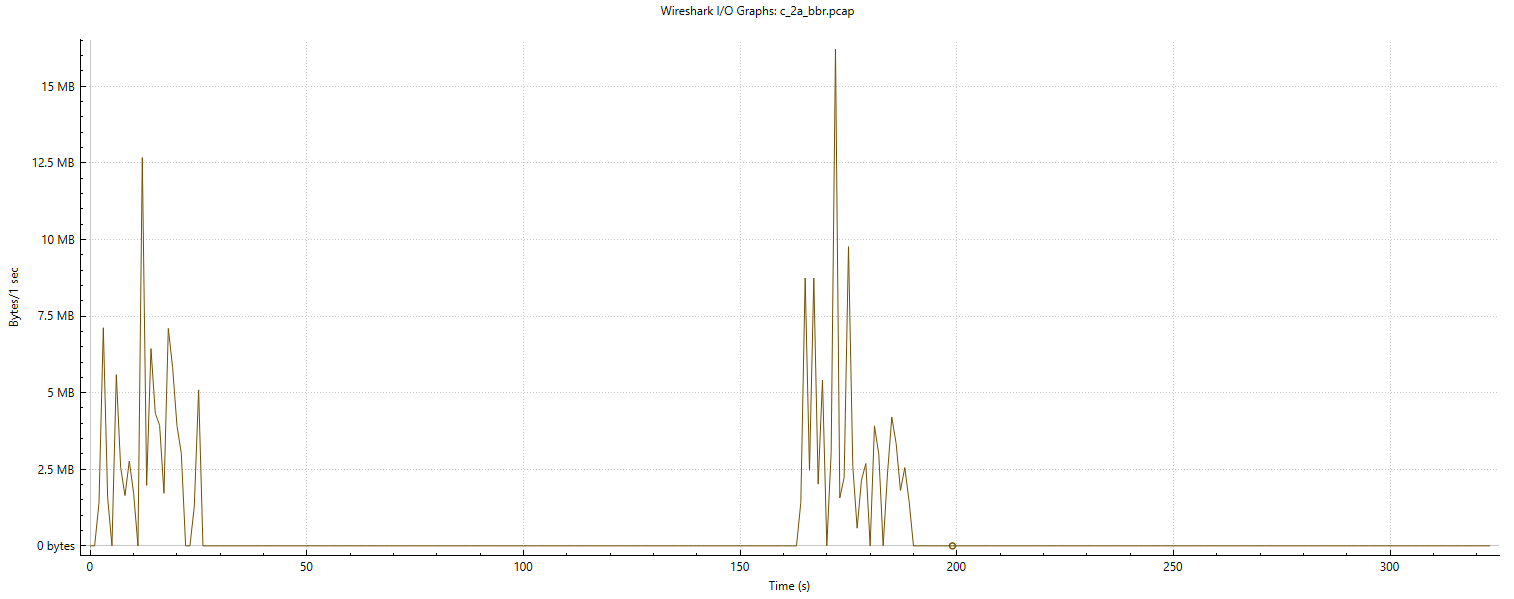 Wireshark I/O Graphs: c_2a_bbr.pcap
15 MB
12.5 MB
10 MB
7.5 MB
5 MB
2.5 MB
0 bytes
Bytes/1 sec
0
50
100
150
200
250
300
Time (s)